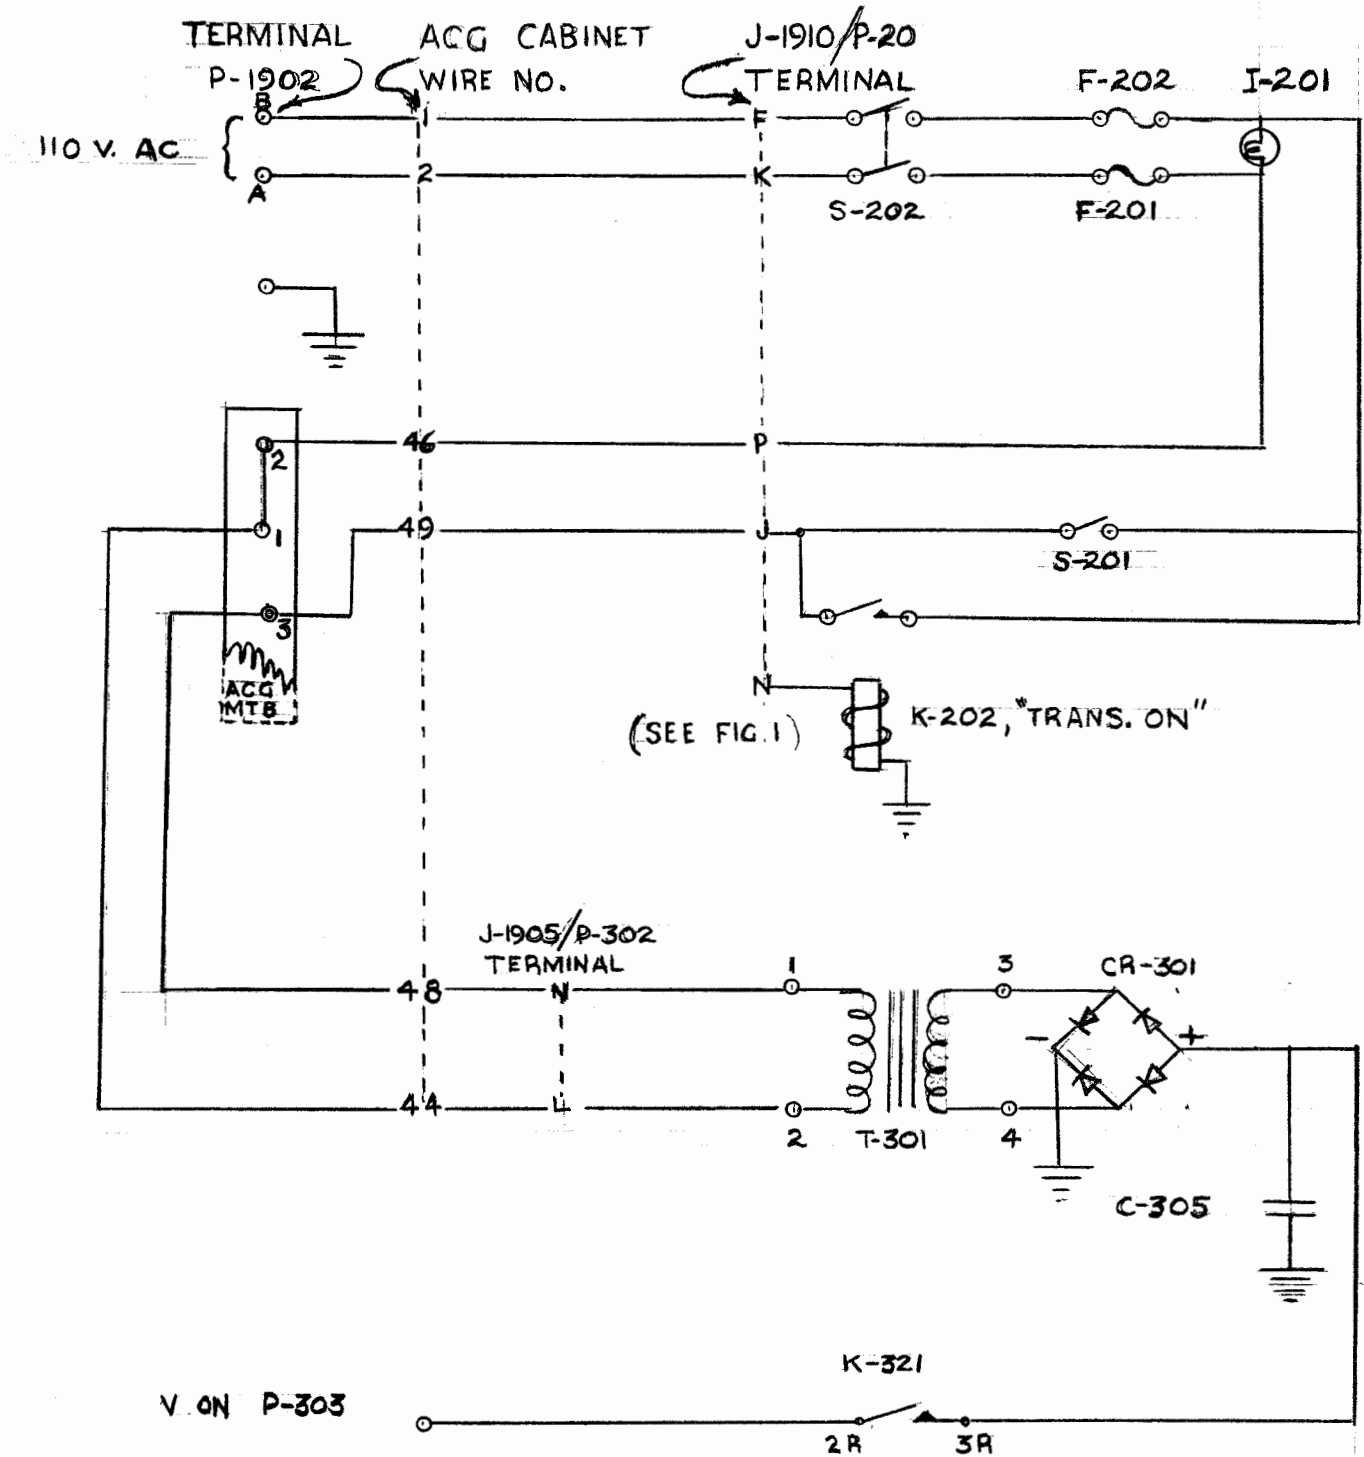 TERMINAL
P-1902
ACG CABINET
WIRE NO.
J-1910/P-20
TERMINAL
F-202
I-201
B
1
F
110 V. AC
A
2
K
S-202
F-201
2
46
P
1
49
J
S-201
3
ACG
MTB
N
(SEE FIG. 1)
K-202, "TRANS. ON"
J-1905/P-302
TERMINAL
48
N
1
3
CR-301
-
+
44
L
2
T-301
4
C-305
K-321
V ON P-303
2R
3R